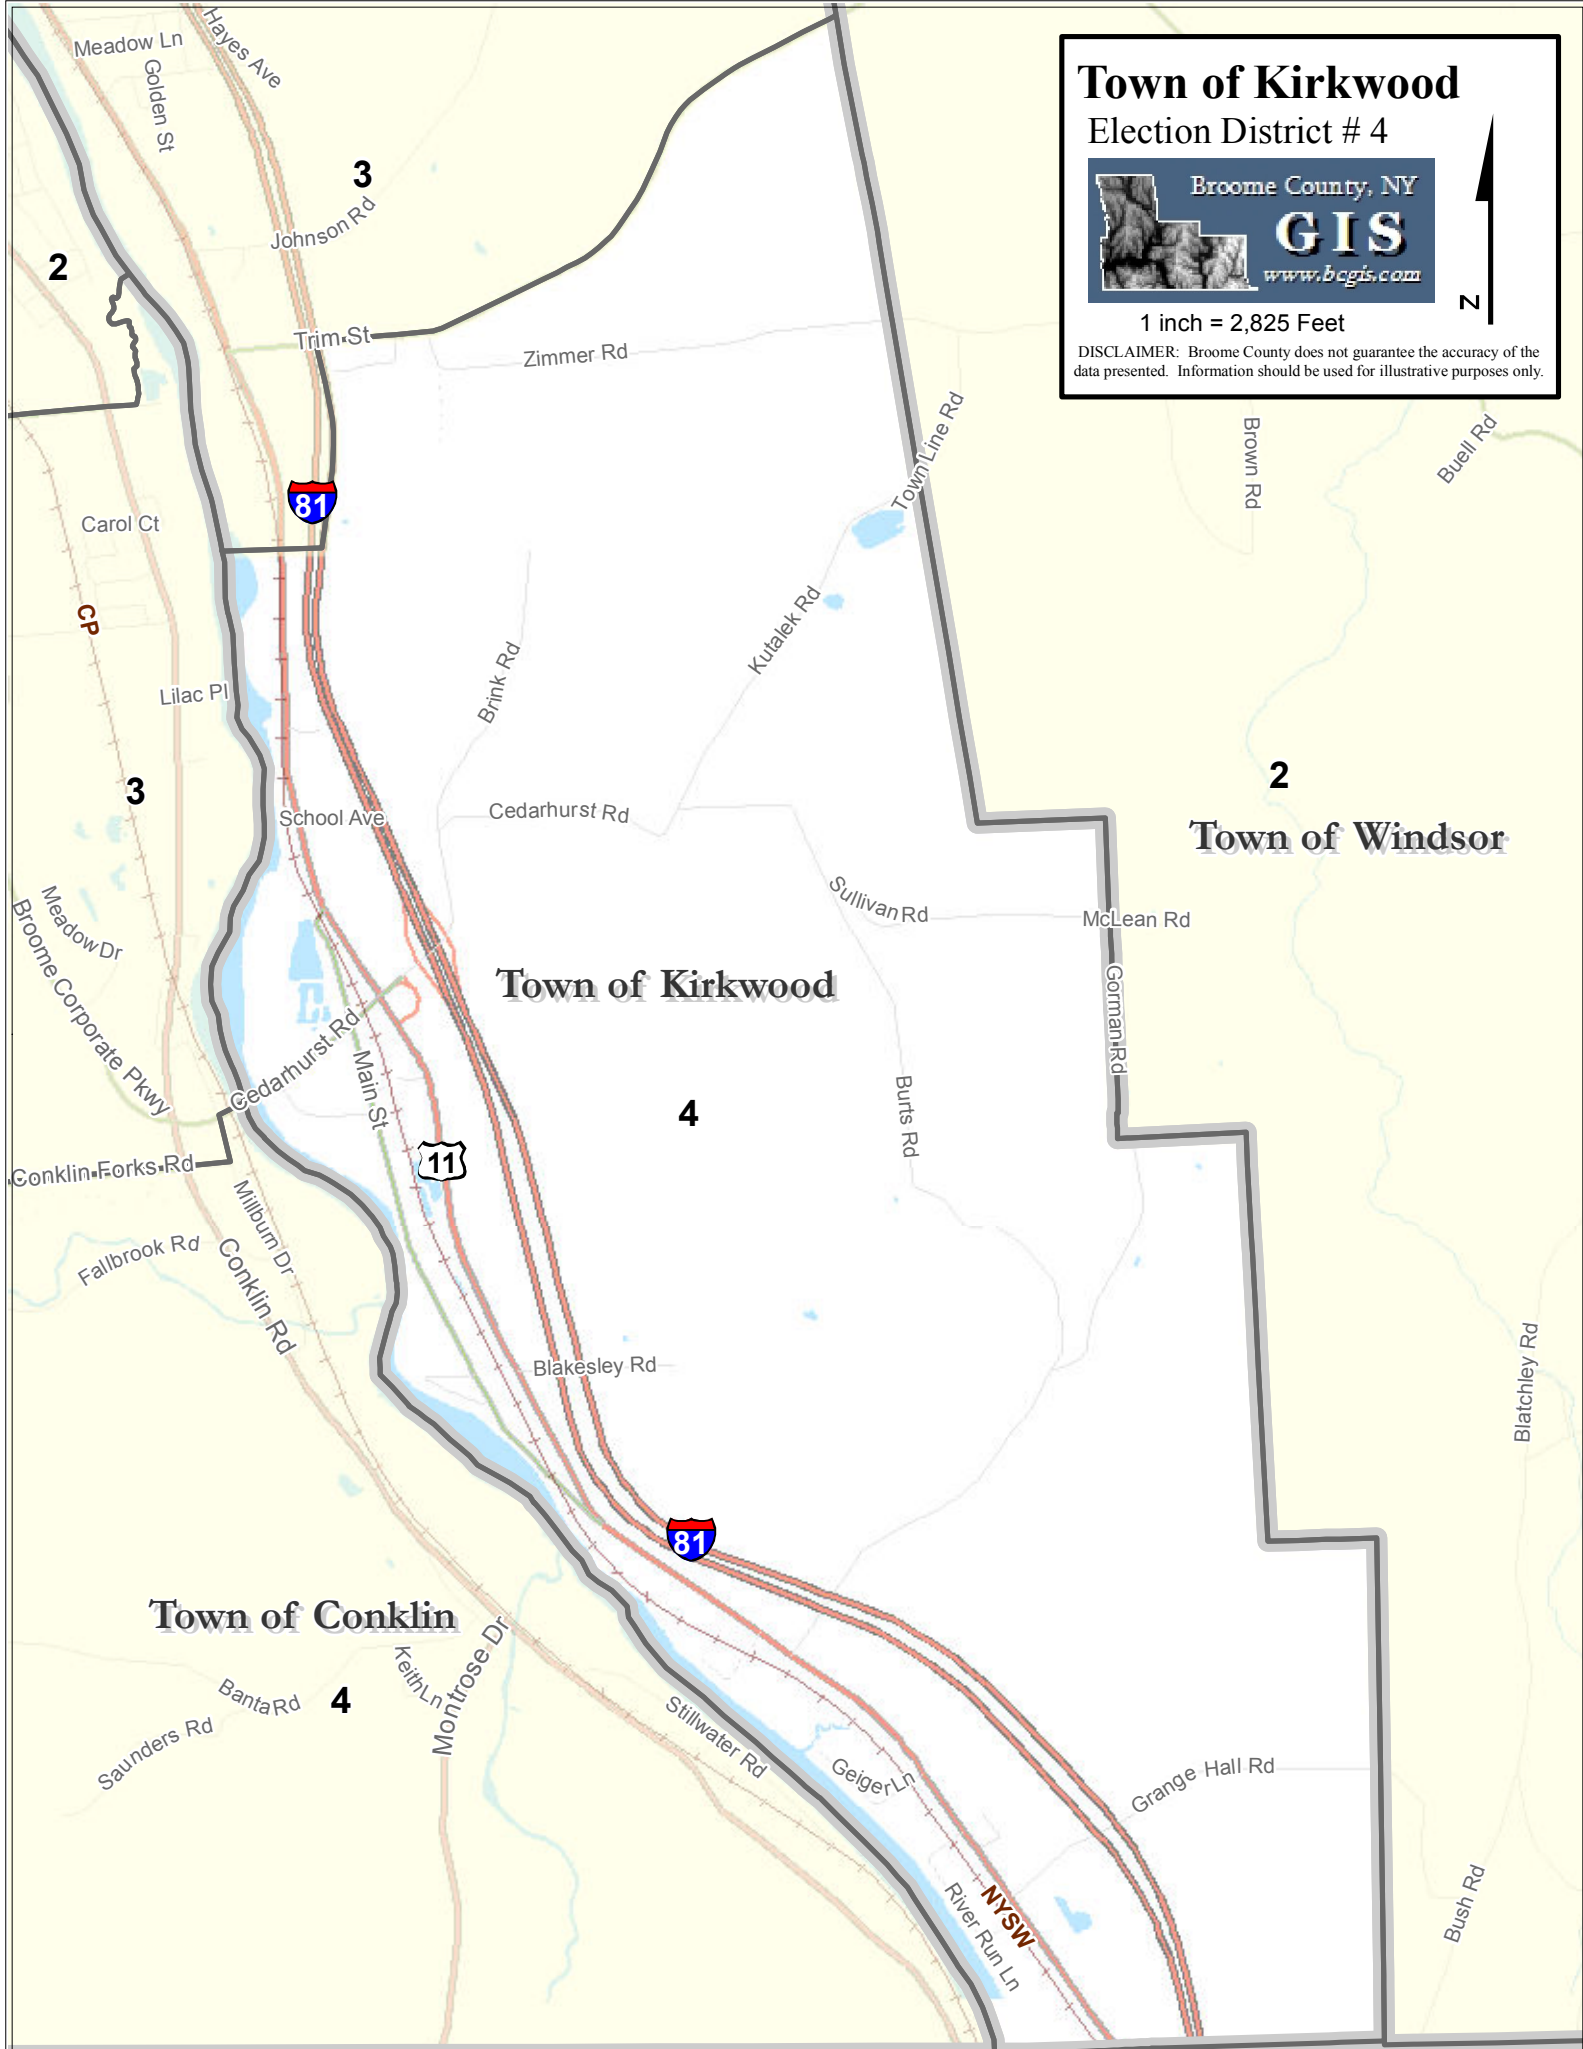 Town of Kirkwood
Election District # 4
Broome County, NY
GIS
www.bcgis.com
1 inch = 2,825 Feet
DISCLAIMER: Broome County does not guarantee the accuracy of the
data presented. Information should be used for illustrative purposes only.
N
Hayes Ave
Meadow Ln
Golden St
3
Johnson Rd
2
Trim St
Zimmer Rd
Town Line Rd
Brown Rd
Buell Rd
81
Carol Ct
CP
Kutalek Rd
Brink Rd
Lilac Pl
3
2
Town of Windsor
School Ave
Cedarhurst Rd
Sullivan Rd
McLean Rd
Meadow Dr
Broome Corporate Pkwy
Town of Kirkwood
Gorman Rd
Cedarhurst Rd
Main St
4
Burts Rd
11
Conklin Forks Rd
Millburn Dr
Fallbrook Rd
Conklin Rd
Blakesley Rd
Blatchley Rd
81
Town of Conklin
Montrose Dr
Keith Ln
Banta Rd
4
Saunders Rd
Stillwater Rd
Geiger Ln
Grange Hall Rd
River Run Ln
NYSW
Bush Rd